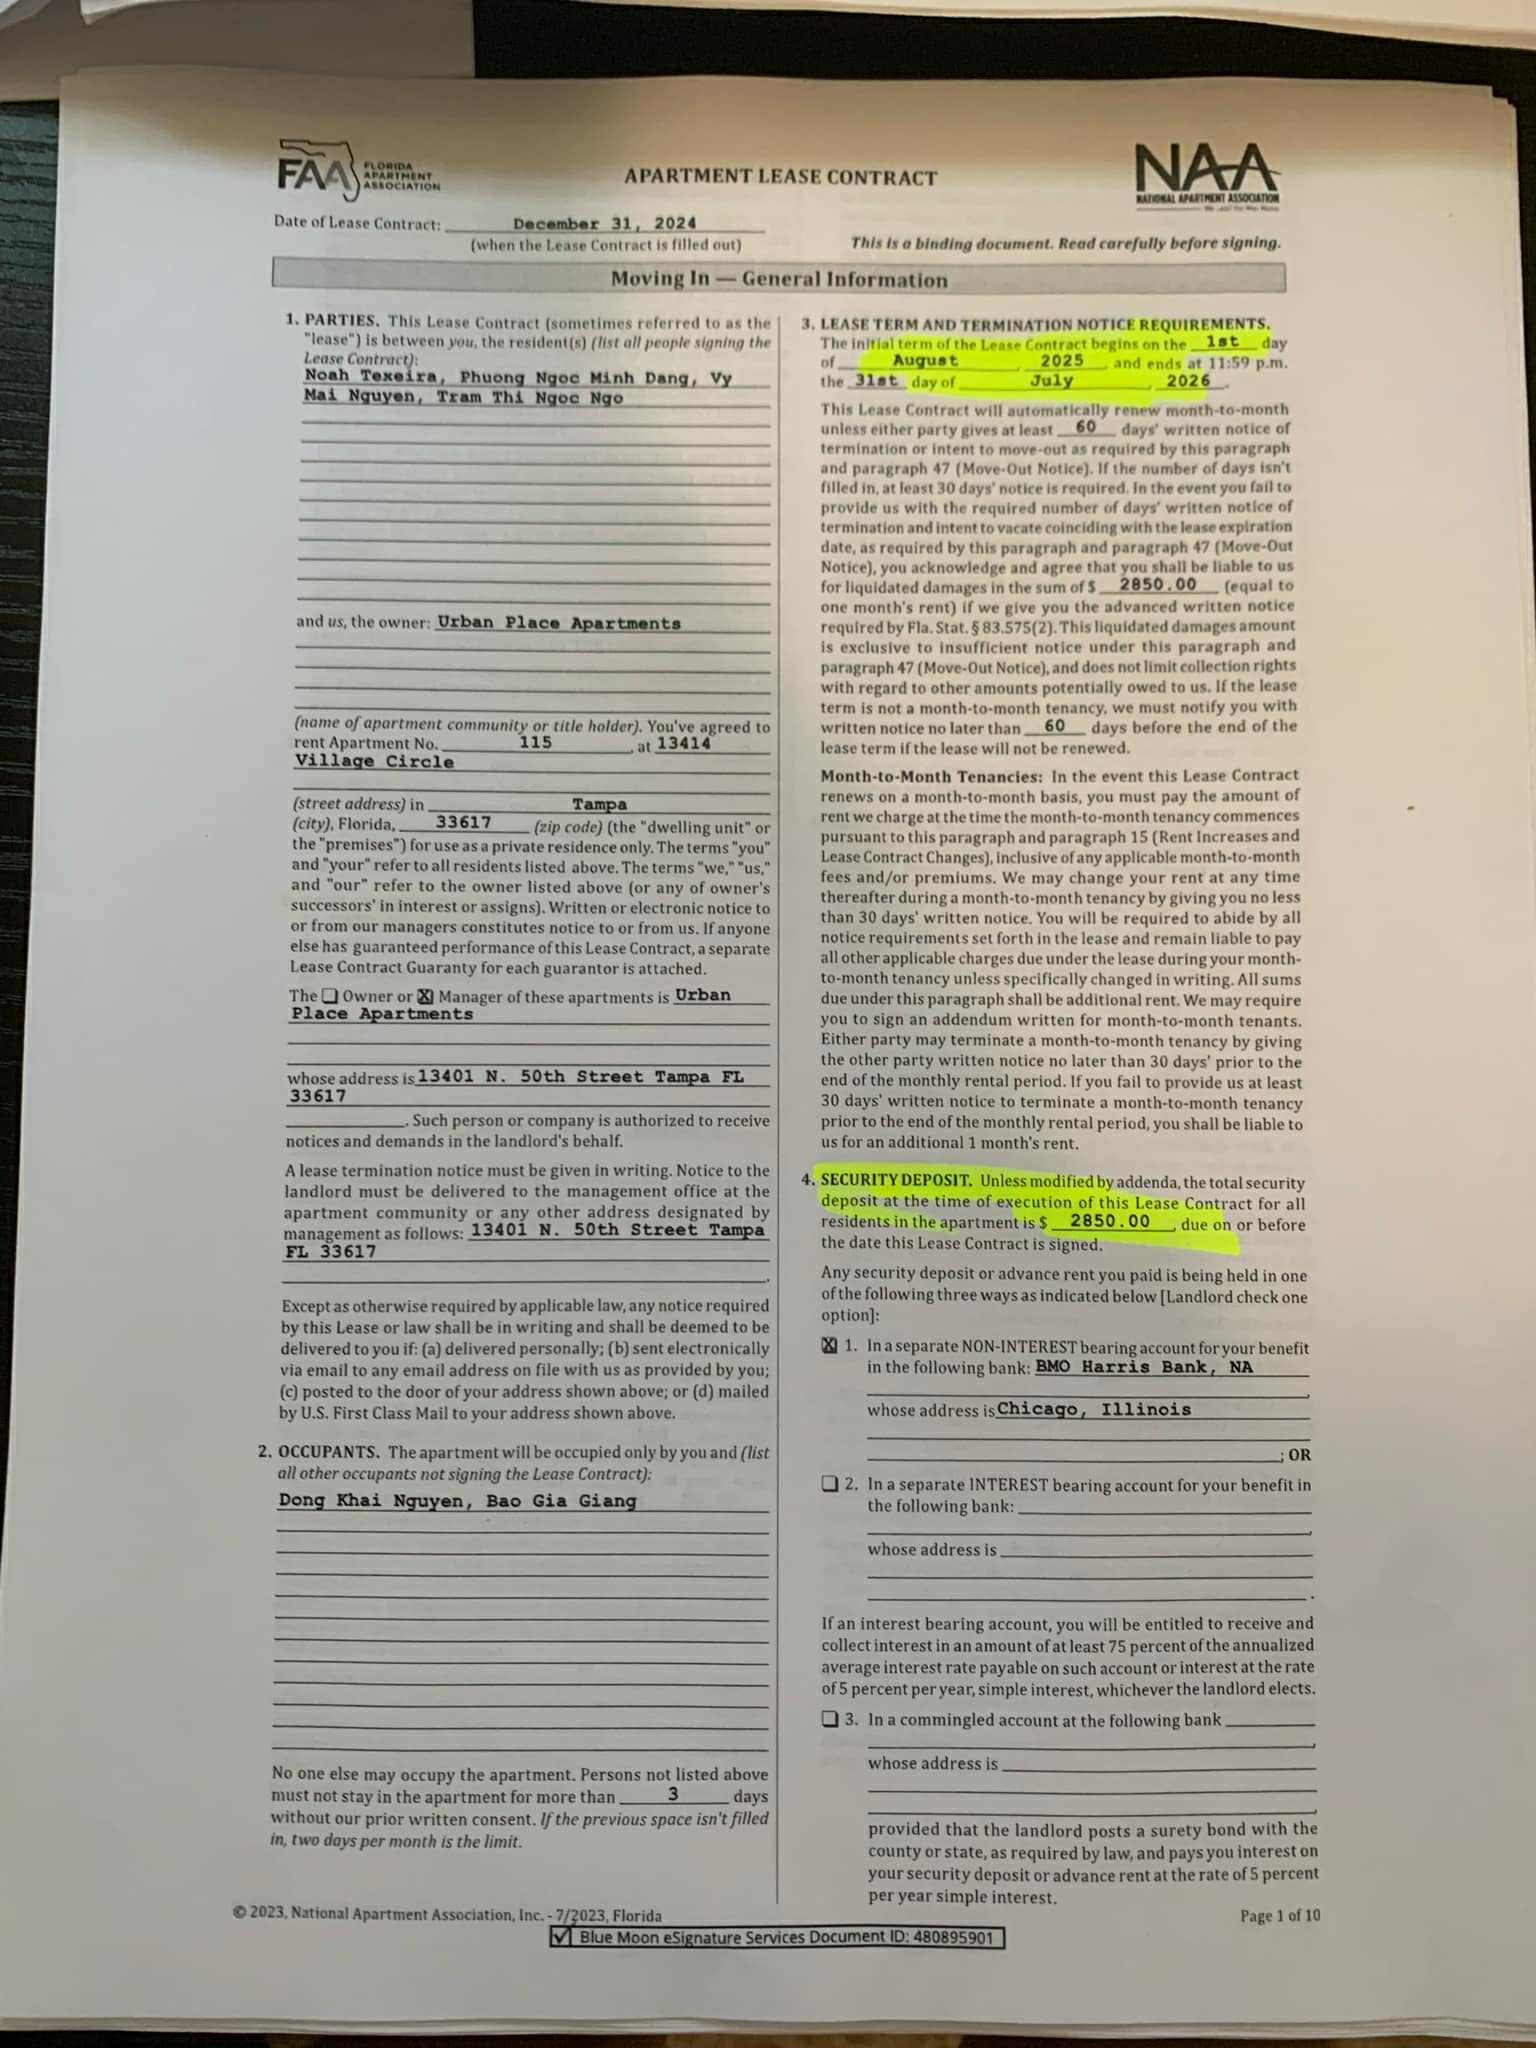 FAA FLORIDA
APARTMENT
ASSOCIATION
APARTMENT LEASE CONTRACT
NAA
NATIONAL APARTMENT ASSOCIATION
Date of Lease Contract: December 31, 2024
(when the Lease Contract is filled out)
This is a binding document. Read carefully before signing.
Moving In — General Information
1. PARTIES. This Lease Contract (sometimes referred to as the
"lease") is between you, the resident(s) (list all people signing the
Lease Contract):
Noah Texeira, Phuong Ngoc Minh Dang, Vy
Mai Nguyen, Tram Thi Ngoc Ngo
and us, the owner: Urban Place Apartments
(name of apartment community or title holder). You've agreed to
rent Apartment No. 115 , at 13414
Village Circle
(street address) in Tampa
(city), Florida, 33617 (zip code) (the "dwelling unit" or
the "premises") for use as a private residence only. The terms "you"
and "your" refer to all residents listed above. The terms "we," "us,"
and "our" refer to the owner listed above (or any of owner's
successors' in interest or assigns). Written or electronic notice to
or from our managers constitutes notice to or from us. If anyone
else has guaranteed performance of this Lease Contract, a separate
Lease Contract Guaranty for each guarantor is attached.
The ☐ Owner or ☒ Manager of these apartments is Urban
Place Apartments
whose address is 13401 N. 50th Street Tampa FL
33617
. Such person or company is authorized to receive
notices and demands in the landlord's behalf.
A lease termination notice must be given in writing. Notice to the
landlord must be delivered to the management office at the
apartment community or any other address designated by
management as follows: 13401 N. 50th Street Tampa
FL 33617
.
Except as otherwise required by applicable law, any notice required
by this Lease or law shall be in writing and shall be deemed to be
delivered to you if: (a) delivered personally; (b) sent electronically
via email to any email address on file with us as provided by you;
(c) posted to the door of your address shown above; or (d) mailed
by U.S. First Class Mail to your address shown above.
2. OCCUPANTS. The apartment will be occupied only by you and (list
all other occupants not signing the Lease Contract):
Dong Khai Nguyen, Bao Gia Giang
No one else may occupy the apartment. Persons not listed above
must not stay in the apartment for more than 3 days
without our prior written consent. If the previous space isn't filled
in, two days per month is the limit.
3. LEASE TERM AND TERMINATION NOTICE REQUIREMENTS.
The initial term of the Lease Contract begins on the 1st day
of August , 2025 and ends at 11:59 p.m.
the 31st day of July , 2026 .
This Lease Contract will automatically renew month-to-month
unless either party gives at least 60 days' written notice of
termination or intent to move-out as required by this paragraph
and paragraph 47 (Move-Out Notice). If the number of days isn't
filled in, at least 30 days' notice is required. In the event you fail to
provide us with the required number of days' written notice of
termination and intent to vacate coinciding with the lease expiration
date, as required by this paragraph and paragraph 47 (Move-Out
Notice), you acknowledge and agree that you shall be liable to us
for liquidated damages in the sum of $ 2850.00 (equal to
one month's rent) if we give you the advanced written notice
required by Fla. Stat. § 83.575(2). This liquidated damages amount
is exclusive to insufficient notice under this paragraph and
paragraph 47 (Move-Out Notice), and does not limit collection rights
with regard to other amounts potentially owed to us. If the lease
term is not a month-to-month tenancy, we must notify you with
written notice no later than 60 days before the end of the
lease term if the lease will not be renewed.
Month-to-Month Tenancies: In the event this Lease Contract
renews on a month-to-month basis, you must pay the amount of
rent we charge at the time the month-to-month tenancy commences
pursuant to this paragraph and paragraph 15 (Rent Increases and
Lease Contract Changes), inclusive of any applicable month-to-month
fees and/or premiums. We may change your rent at any time
thereafter during a month-to-month tenancy by giving you no less
than 30 days' written notice. You will be required to abide by all
notice requirements set forth in the lease and remain liable to pay
all other applicable charges due under the lease during your month-
to-month tenancy unless specifically changed in writing. All sums
due under this paragraph shall be additional rent. We may require
you to sign an addendum written for month-to-month tenants.
Either party may terminate a month-to-month tenancy by giving
the other party written notice no later than 30 days' prior to the
end of the monthly rental period. If you fail to provide us at least
30 days' written notice to terminate a month-to-month tenancy
prior to the end of the monthly rental period, you shall be liable to
us for an additional 1 month's rent.
4. SECURITY DEPOSIT. Unless modified by addenda, the total security
deposit at the time of execution of this Lease Contract for all
residents in the apartment is $ 2850.00 , due on or before
the date this Lease Contract is signed.
Any security deposit or advance rent you paid is being held in one
of the following three ways as indicated below [Landlord check one
option]:
☒ 1. In a separate NON-INTEREST bearing account for your benefit
in the following bank: BMO Harris Bank, NA
,
whose address is Chicago, Illinois
; OR
☐ 2. In a separate INTEREST bearing account for your benefit in
the following bank:
,
whose address is
.
If an interest bearing account, you will be entitled to receive and
collect interest in an amount of at least 75 percent of the annualized
average interest rate payable on such account or interest at the rate
of 5 percent per year, simple interest, whichever the landlord elects.
☐ 3. In a commingled account at the following bank
,
whose address is
,
provided that the landlord posts a surety bond with the
county or state, as required by law, and pays you interest on
your security deposit or advance rent at the rate of 5 percent
per year simple interest.
© 2023, National Apartment Association, Inc. - 7/2023, Florida
Page 1 of 10
Blue Moon eSignature Services Document ID: 480895901